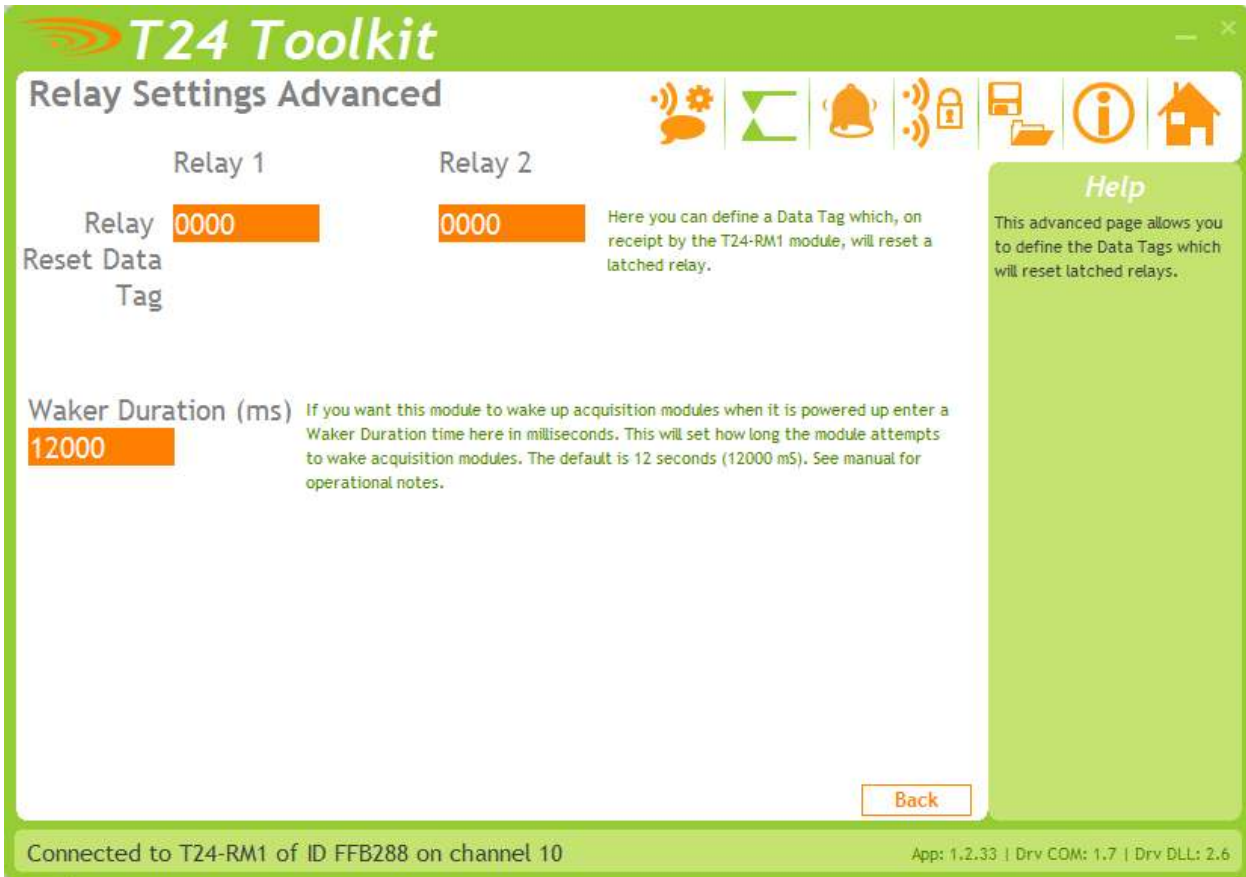 T24 Toolkit
Relay Settings Advanced
Relay 1
Relay 2
Relay
Reset Data
Tag
0000
0000
Here you can define a Data Tag which, on
receipt by the T24-RM1 module, will reset a
latched relay.
Waker Duration (ms)
12000
If you want this module to wake up acquisition modules when it is powered up enter a
Waker Duration time here in milliseconds. This will set how long the module attempts
to wake acquisition modules. The default is 12 seconds (12000 mS). See manual for
operational notes.
Back
Help
This advanced page allows you
to define the Data Tags which
will reset latched relays.
Connected to T24-RM1 of ID FFB288 on channel 10
App: 1.2.33 | Drv COM: 1.7 | Drv DLL: 2.6